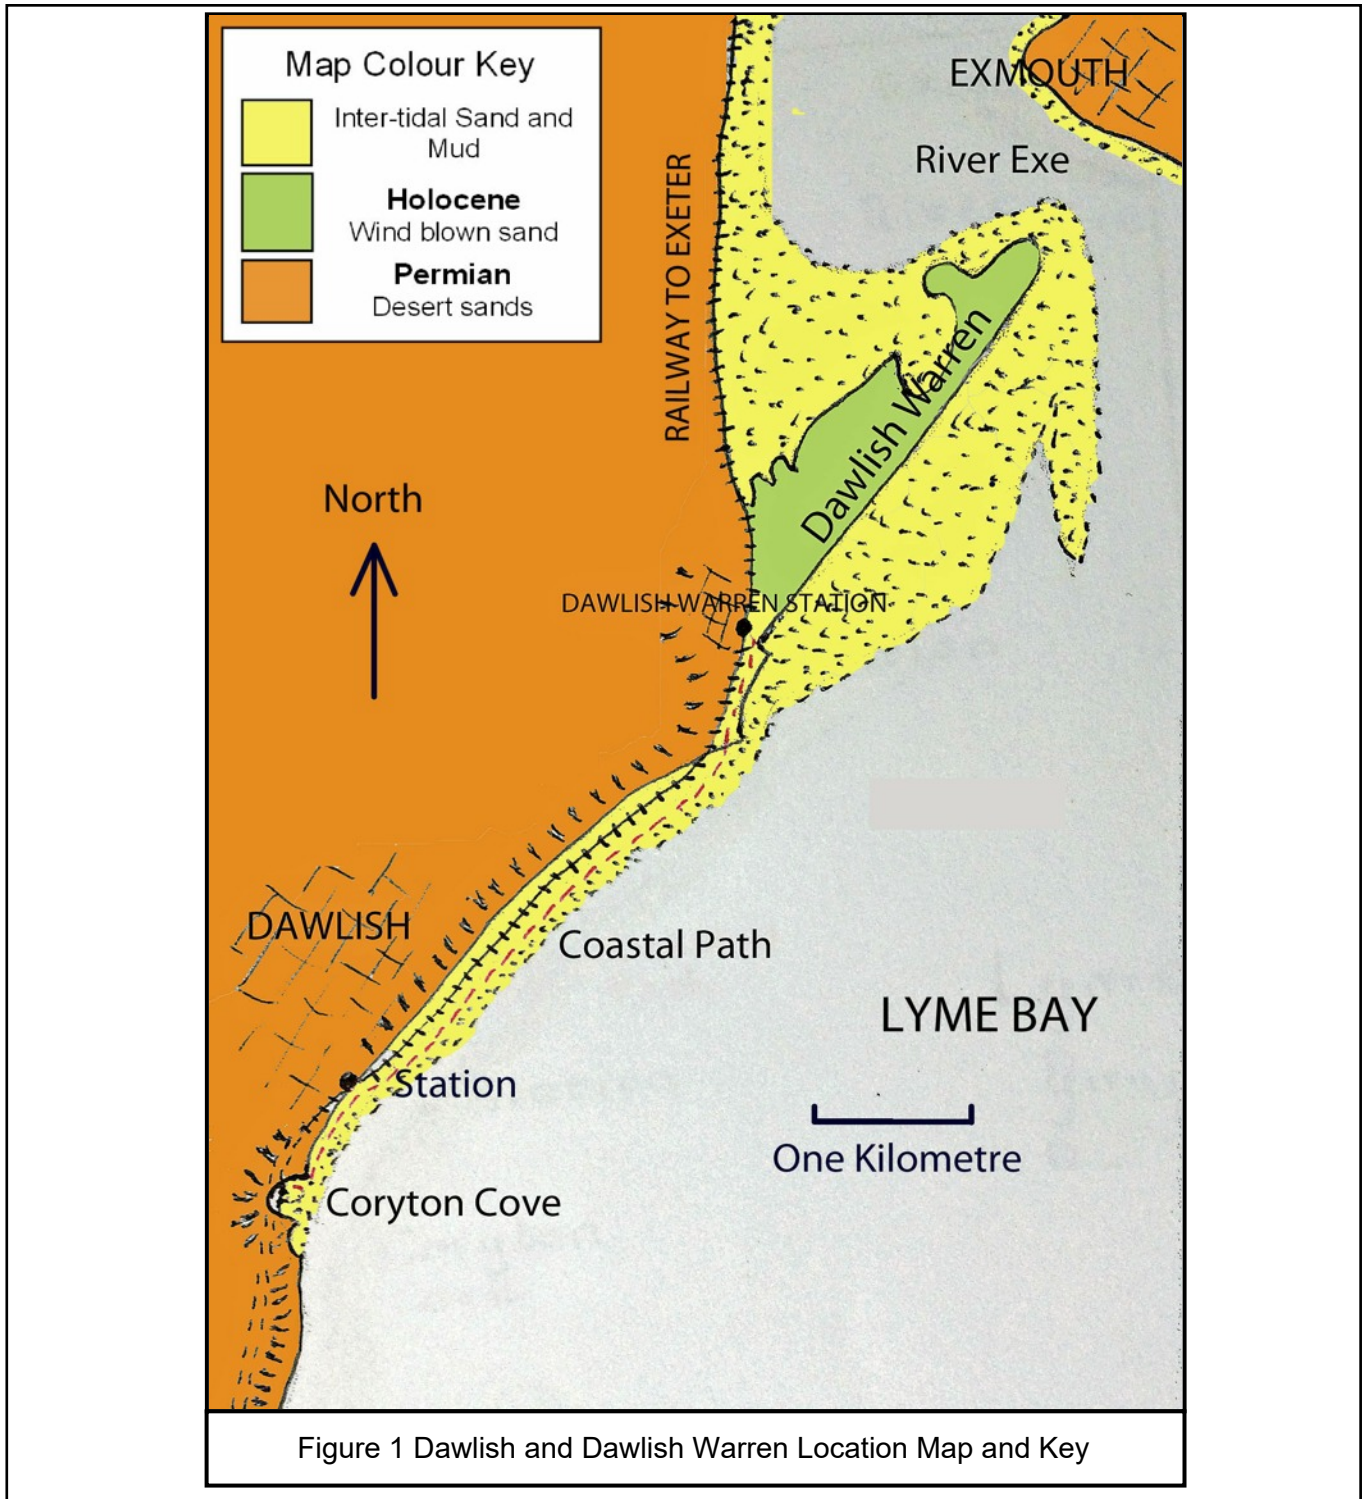 Map Colour Key
Inter-tidal Sand and
Mud
Holocene
Wind blown sand
Permian
Desert sands
EXMOUTH
River Exe
RAILWAY TO EXETER
Dawlish Warren
North
DAWLISH WARREN STATION
DAWLISH
Coastal Path
LYME BAY
Station
One Kilometre
Coryton Cove
Figure 1 Dawlish and Dawlish Warren Location Map and Key